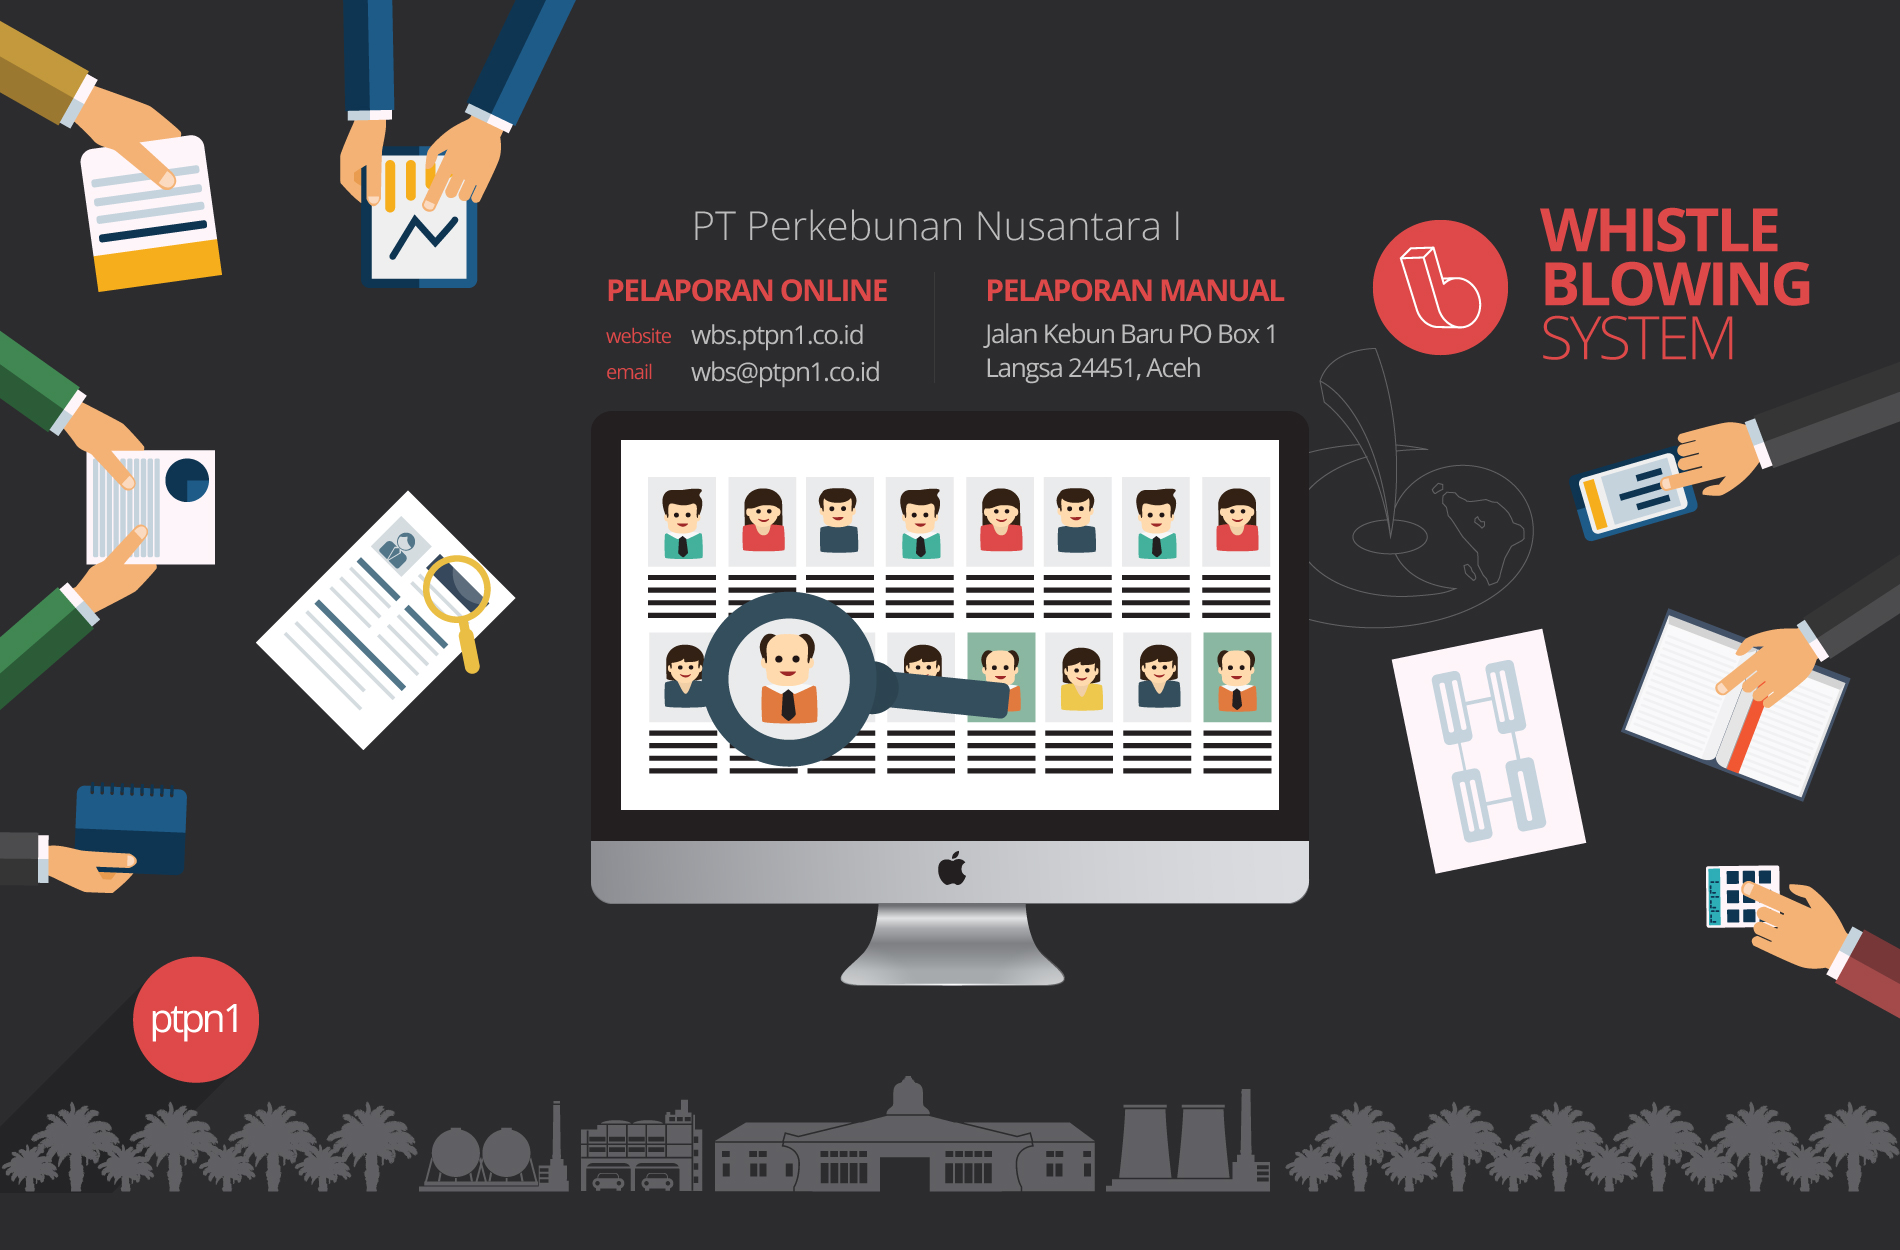 PT Perkebunan Nusantara I
PELAPORAN ONLINE
website wbs.ptpn1.co.id
email wbs@ptpn1.co.id
PELAPORAN MANUAL
Jalan Kebun Baru PO Box 1
Langsa 24451, Aceh
WHISTLE
BLOWING
SYSTEM
ptpn1